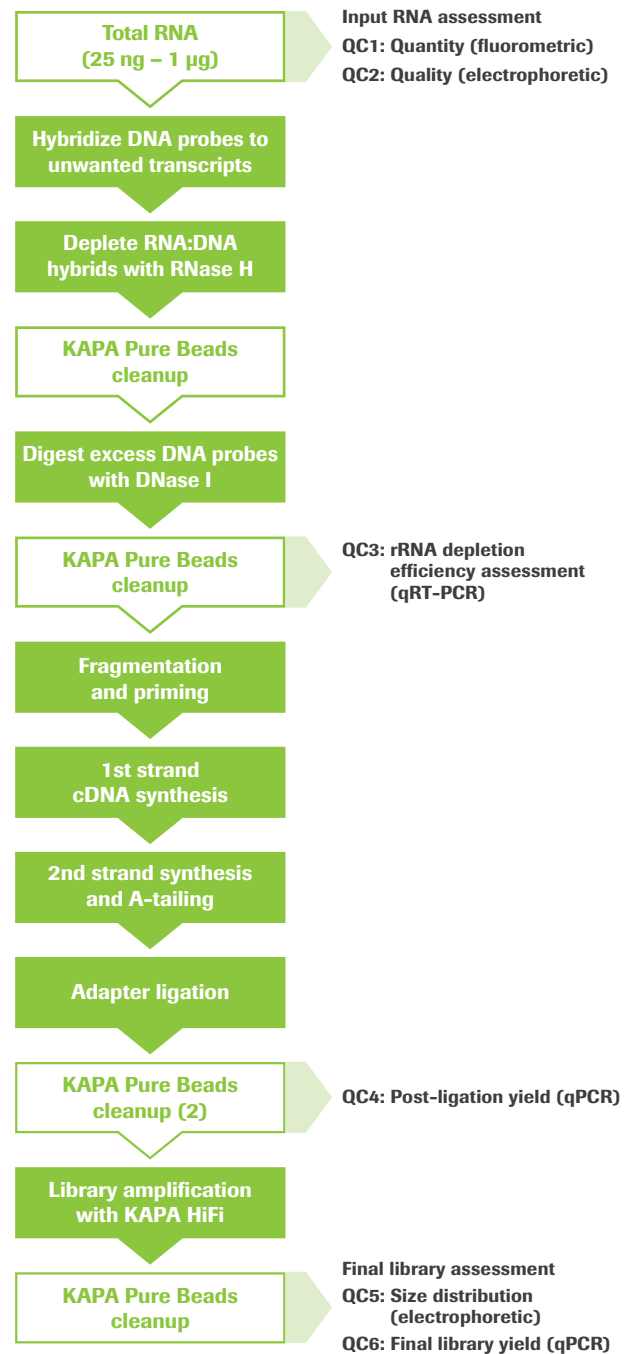 Total RNA
(25 ng – 1 µg)
Input RNA assessment
QC1: Quantity (fluorometric)
QC2: Quality (electrophoretic)
Hybridize DNA probes to
unwanted transcripts
Deplete RNA:DNA
hybrids with RNase H
KAPA Pure Beads
cleanup
Digest excess DNA probes
with DNase I
KAPA Pure Beads
cleanup
QC3: rRNA depletion
efficiency assessment
(qRT-PCR)
Fragmentation
and priming
1st strand
cDNA synthesis
2nd strand synthesis
and A-tailing
Adapter ligation
KAPA Pure Beads
cleanup (2)
QC4: Post-ligation yield (qPCR)
Library amplification
with KAPA HiFi
KAPA Pure Beads
cleanup
Final library assessment
QC5: Size distribution
(electrophoretic)
QC6: Final library yield (qPCR)